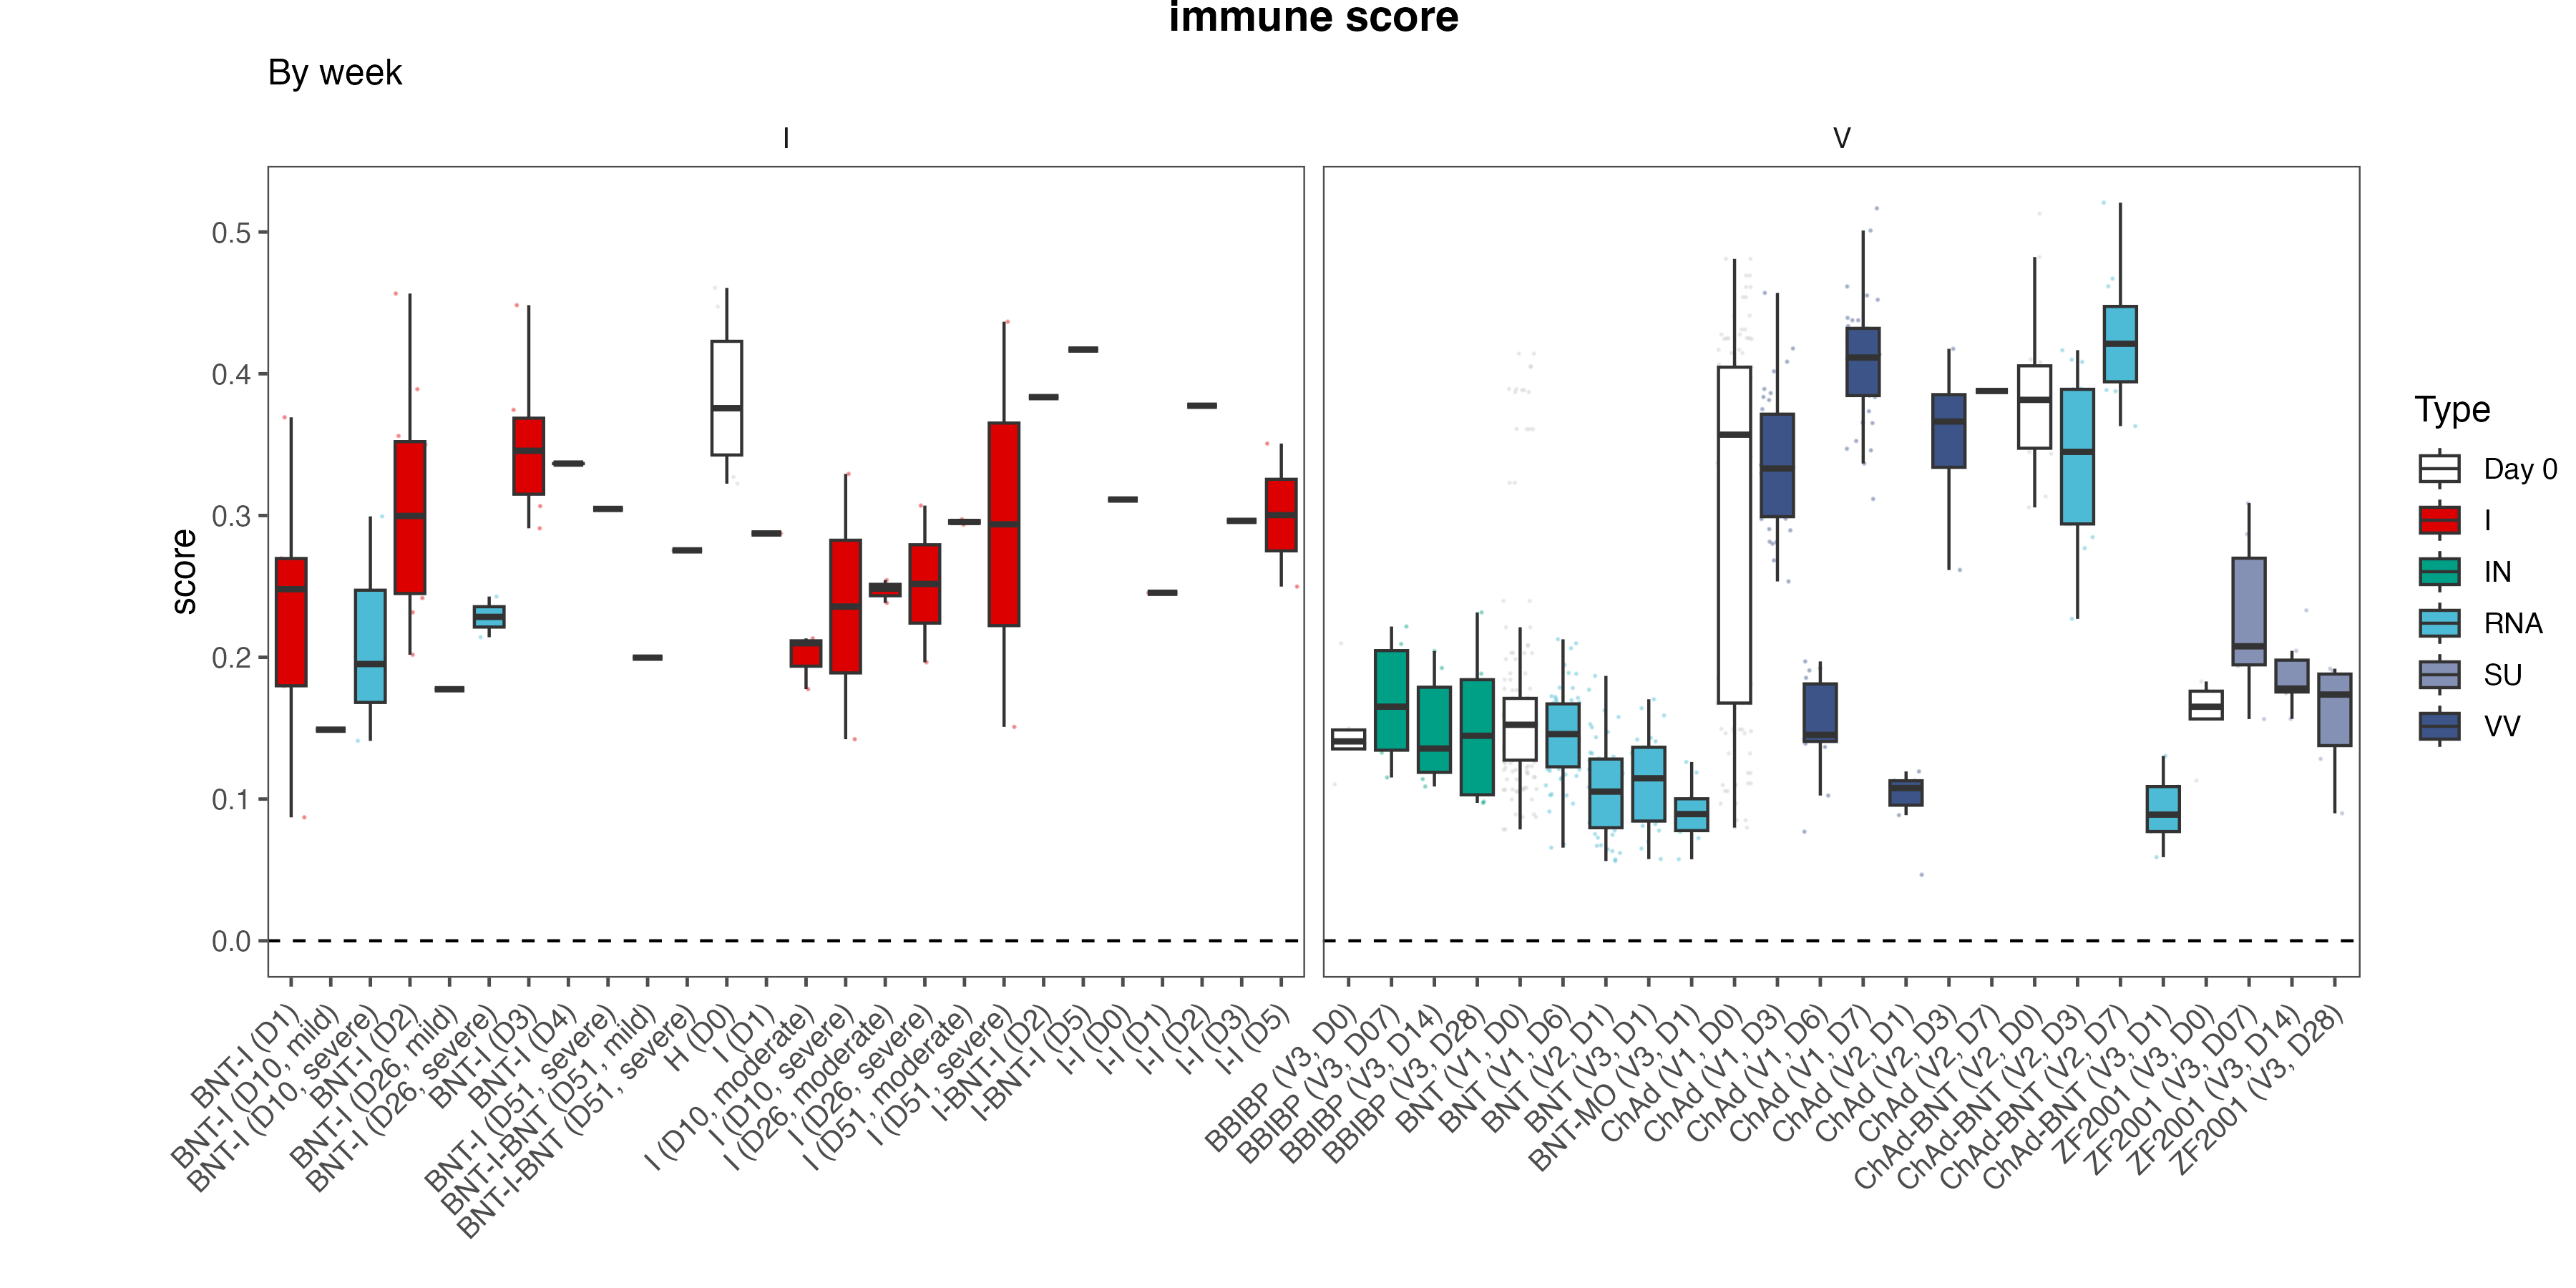 immune score
By week
I
V
score
0.5
0.4
0.3
0.2
0.1
0.0
BNT-I (D1)
BNT-I (D10, mild)
BNT-I (D10, severe)
BNT-I (D2)
BNT-I (D26, mild)
BNT-I (D26, severe)
BNT-I (D3)
BNT-I (D4)
BNT-I (D51, severe)
BNT-I-BNT (D51, mild)
BNT-I-BNT (D51, severe)
H (D0)
I (D1)
I (D10, moderate)
I (D10, severe)
I (D26, moderate)
I (D26, severe)
I (D51, moderate)
I (D51, severe)
I-BNT-I (D2)
I-BNT-I (D5)
I-I (D0)
I-I (D1)
I-I (D2)
I-I (D3)
I-I (D5)
BBIBP (V3, D0)
BBIBP (V3, D07)
BBIBP (V3, D14)
BBIBP (V3, D28)
BNT (V1, D0)
BNT (V1, D6)
BNT (V2, D1)
BNT (V3, D1)
BNT-MO (V3, D1)
ChAd (V1, D0)
ChAd (V1, D3)
ChAd (V1, D6)
ChAd (V1, D7)
ChAd (V2, D1)
ChAd (V2, D3)
ChAd (V2, D7)
ChAd-BNT (V2, D0)
ChAd-BNT (V2, D3)
ChAd-BNT (V2, D7)
ChAd-BNT (V3, D1)
ZF2001 (V3, D0)
ZF2001 (V3, D07)
ZF2001 (V3, D14)
ZF2001 (V3, D28)
Type
Day 0
I
IN
RNA
SU
VV